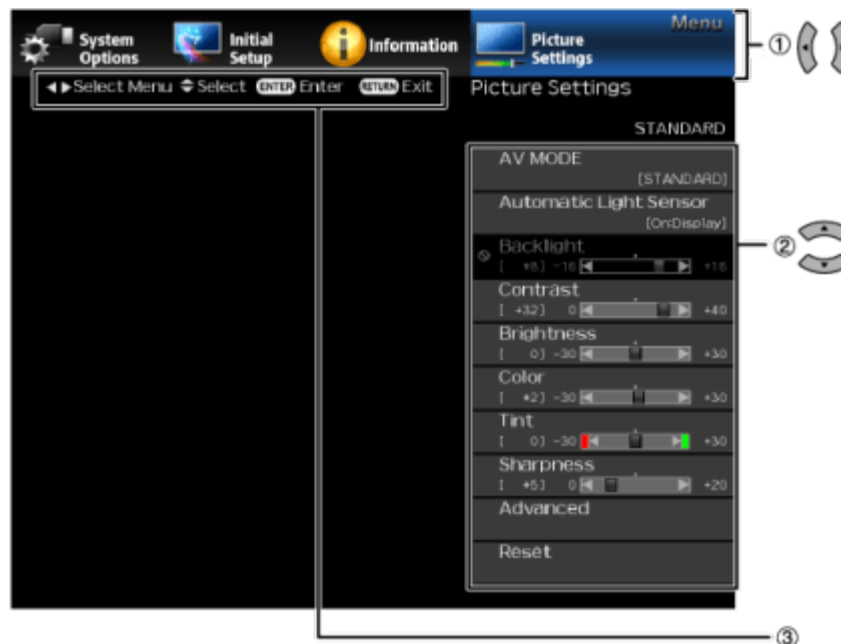 Menu
System Options
Initial Setup
Information
Picture Settings
①
◀▶Select Menu ◆Select ENTER Enter RETURN Exit
Picture Settings
STANDARD
AV MODE
[STANDARD]
Automatic Light Sensor
[On:Display]
②
Backlight
[ +8] -16 +16
Contrast
[ +32] 0 +40
Brightness
[ 0] -30 +30
Color
[ +2] -30 +30
Tint
[ 0] -30 +30
Sharpness
[ +5] 0 +20
Advanced
Reset
③